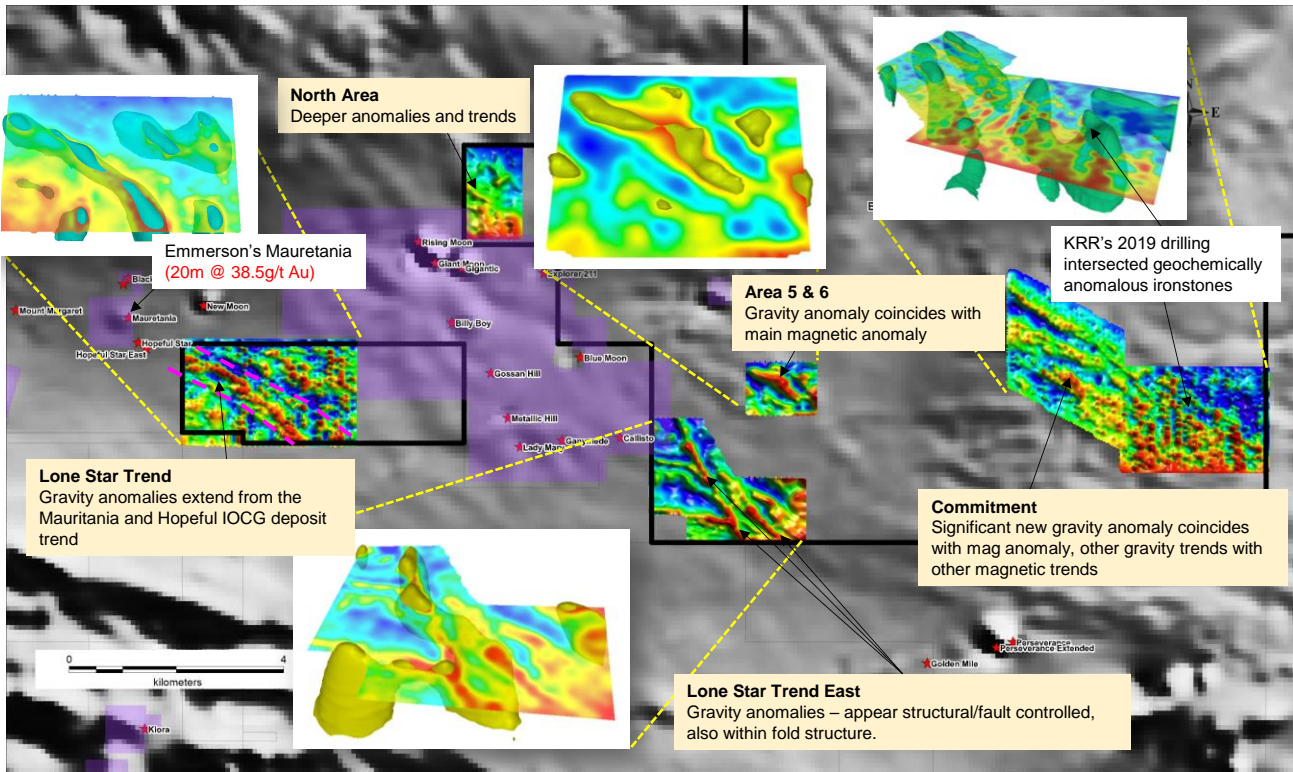 North Area
Deeper anomalies and trends
N
E
Emmerson's Mauretania
(20m @ 38.5g/t Au)
KRR's 2019 drilling
intersected geochemically
anomalous ironstones
Rising Moon
Gigantic
Explorer 211
Mount Margaret
Mauretania
New Moon
Area 5 & 6
Gravity anomaly coincides with
main magnetic anomaly
Billy Boy
Hopeful Star
Hopeful Star East
Blue Moon
Gossan Hill
Metallic Hill
Lady Mary
Ganymede
Callisto
Lone Star Trend
Gravity anomalies extend from the
Mauritania and Hopeful IOCG deposit
trend
Commitment
Significant new gravity anomaly coincides
with mag anomaly, other gravity trends with
other magnetic trends
Perseverance
Perseverance Extended
Golden Mile
0 4
kilometers
Lone Star Trend East
Gravity anomalies – appear structural/fault controlled,
also within fold structure.
Kiora